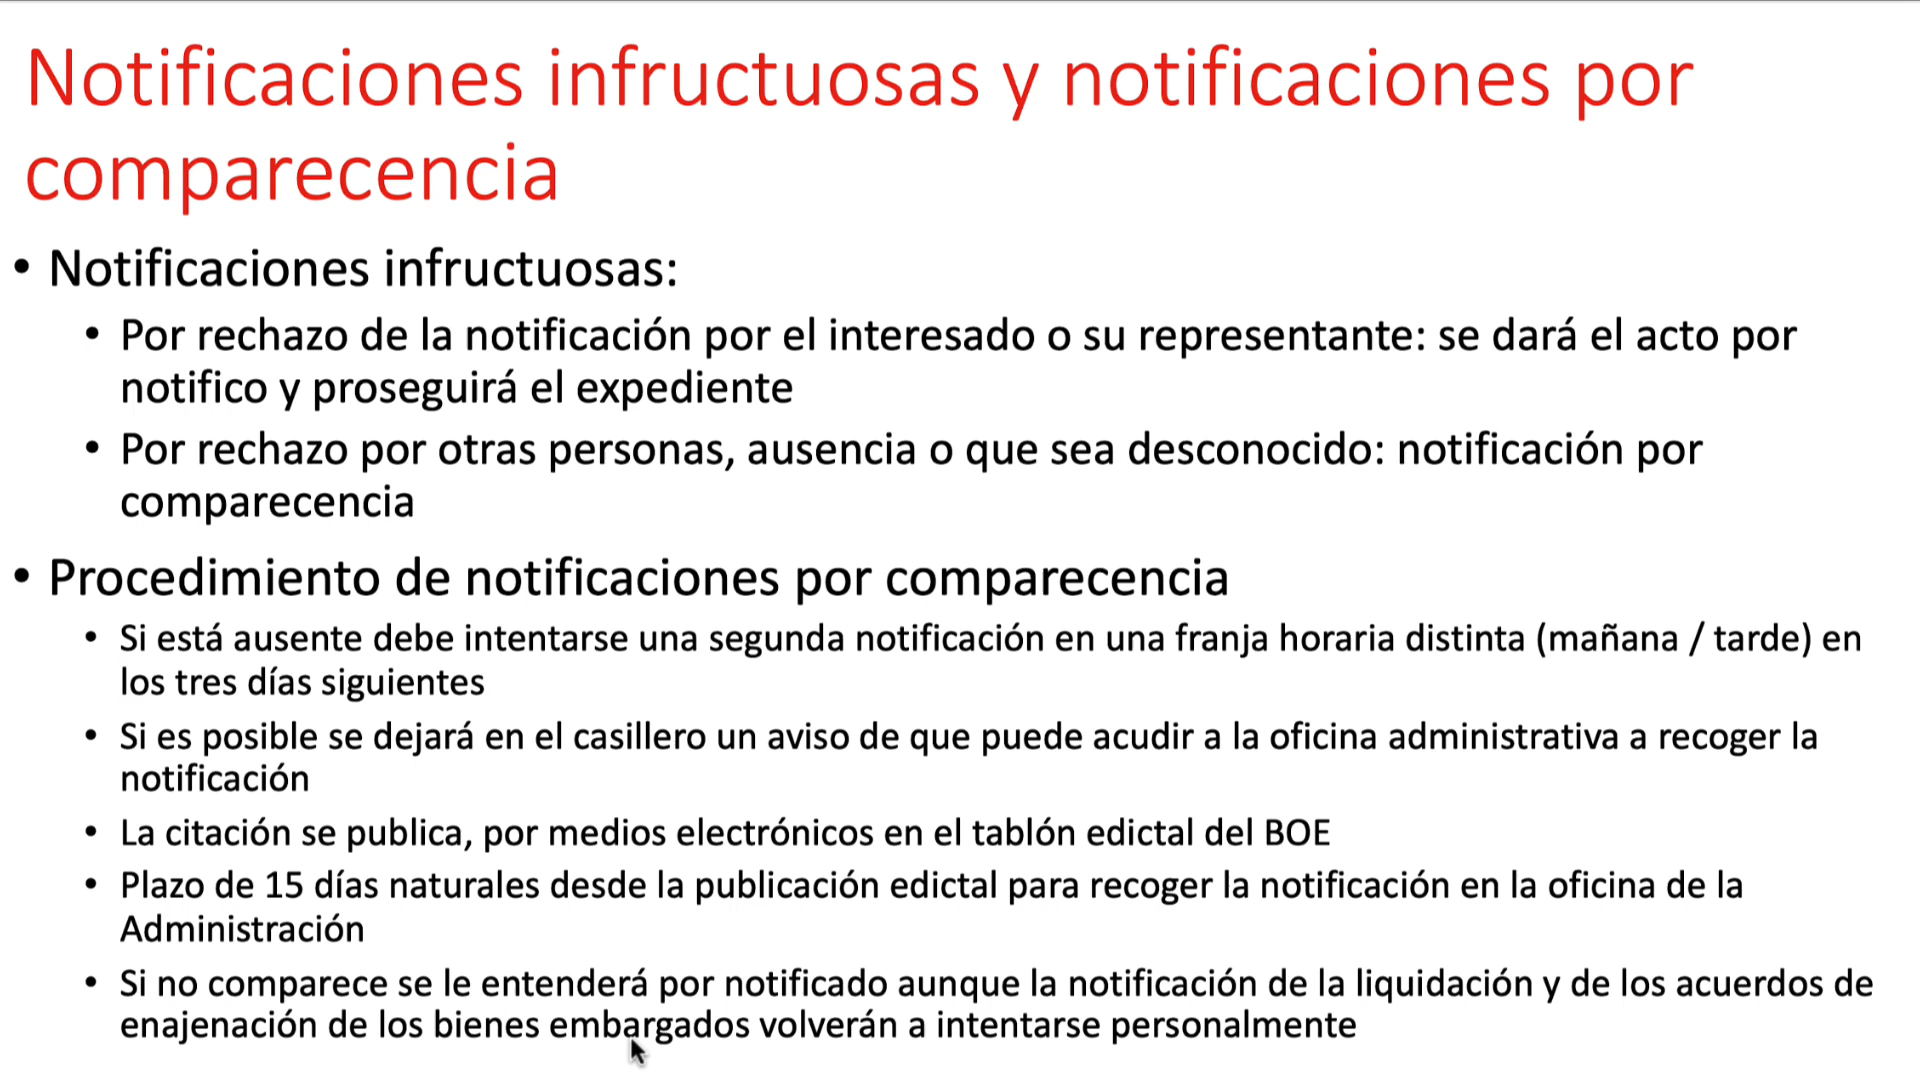 Notificaciones infructuosas y notificaciones por
comparecencia
• Notificaciones infructuosas:
• Por rechazo de la notificación por el interesado o su representante: se dará el acto por
notifico y proseguirá el expediente
• Por rechazo por otras personas, ausencia o que sea desconocido: notificación por
comparecencia
• Procedimiento de notificaciones por comparecencia
• Si está ausente debe intentarse una segunda notificación en una franja horaria distinta (mañana / tarde) en
los tres días siguientes
• Si es posible se dejará en el casillero un aviso de que puede acudir a la oficina administrativa a recoger la
notificación
• La citación se publica, por medios electrónicos en el tablón edictal del BOE
• Plazo de 15 días naturales desde la publicación edictal para recoger la notificación en la oficina de la
Administración
• Si no comparece se le entenderá por notificado aunque la notificación de la liquidación y de los acuerdos de
enajenación de los bienes embargados volverán a intentarse personalmente